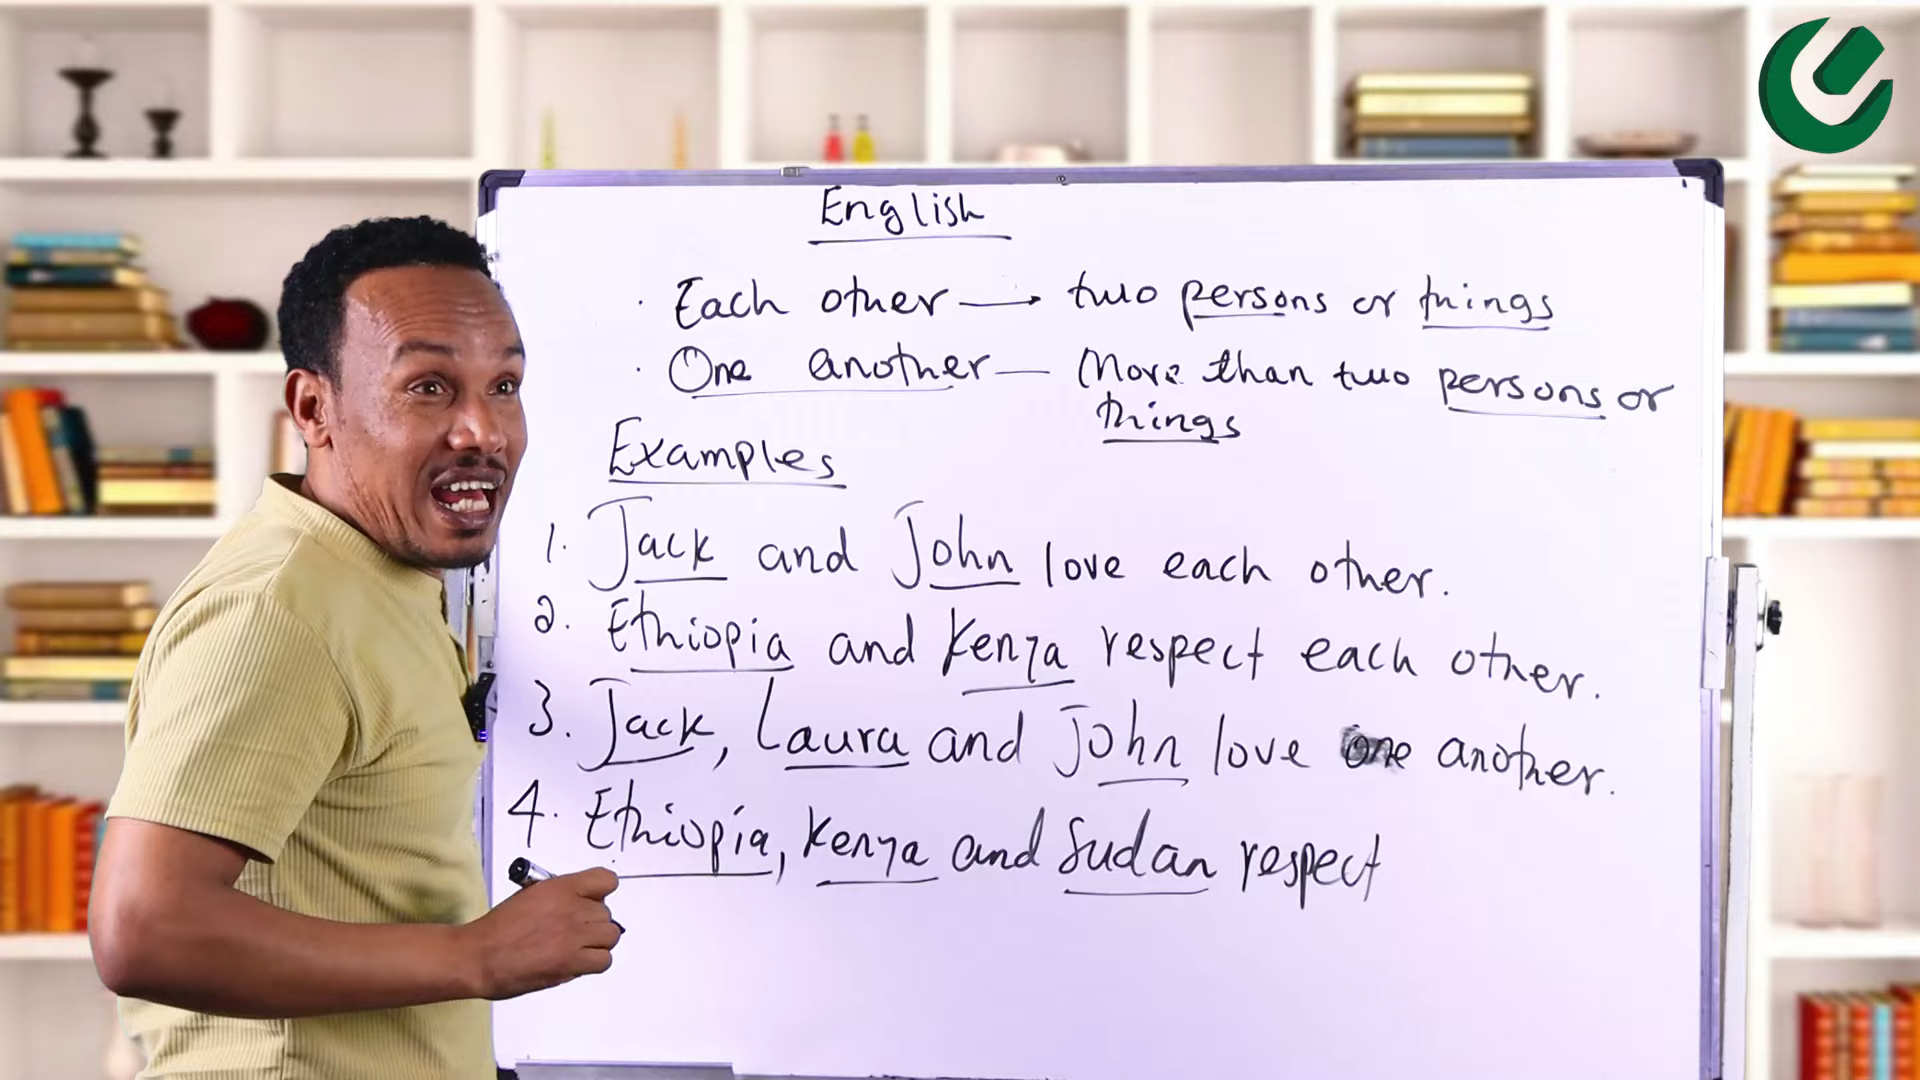 English
· Each other → two persons or things
· One another — More than two persons or
things
Examples
1. Jack and John love each other.
2. Ethiopia and Kenya respect each other.
3. Jack, Laura and John love one another.
4. Ethiopia, Kenya and Sudan respect